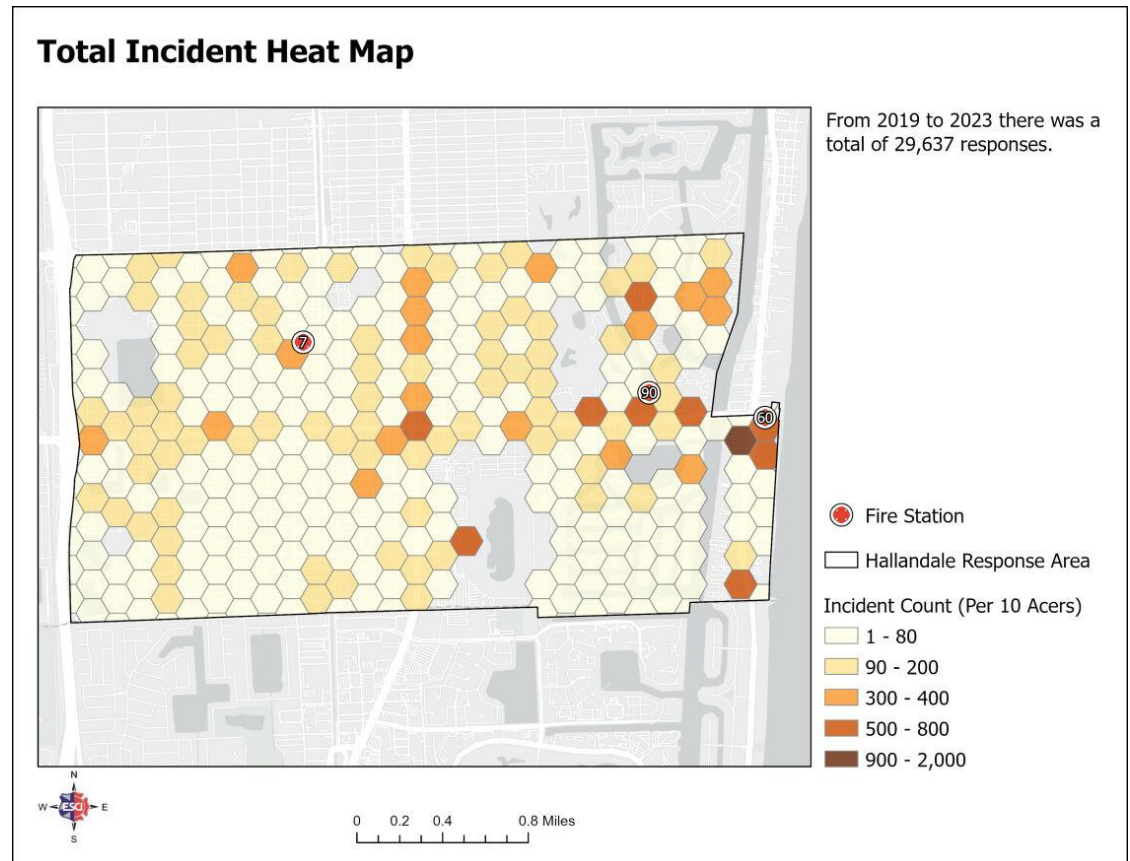 Total Incident Heat Map
From 2019 to 2023 there was a
total of 29,637 responses.
7
90
60
Fire Station
Hallandale Response Area
Incident Count (Per 10 Acers)
1 - 80
90 - 200
300 - 400
500 - 800
900 - 2,000
N
W ESCI E
S
0 0.2 0.4 0.8 Miles